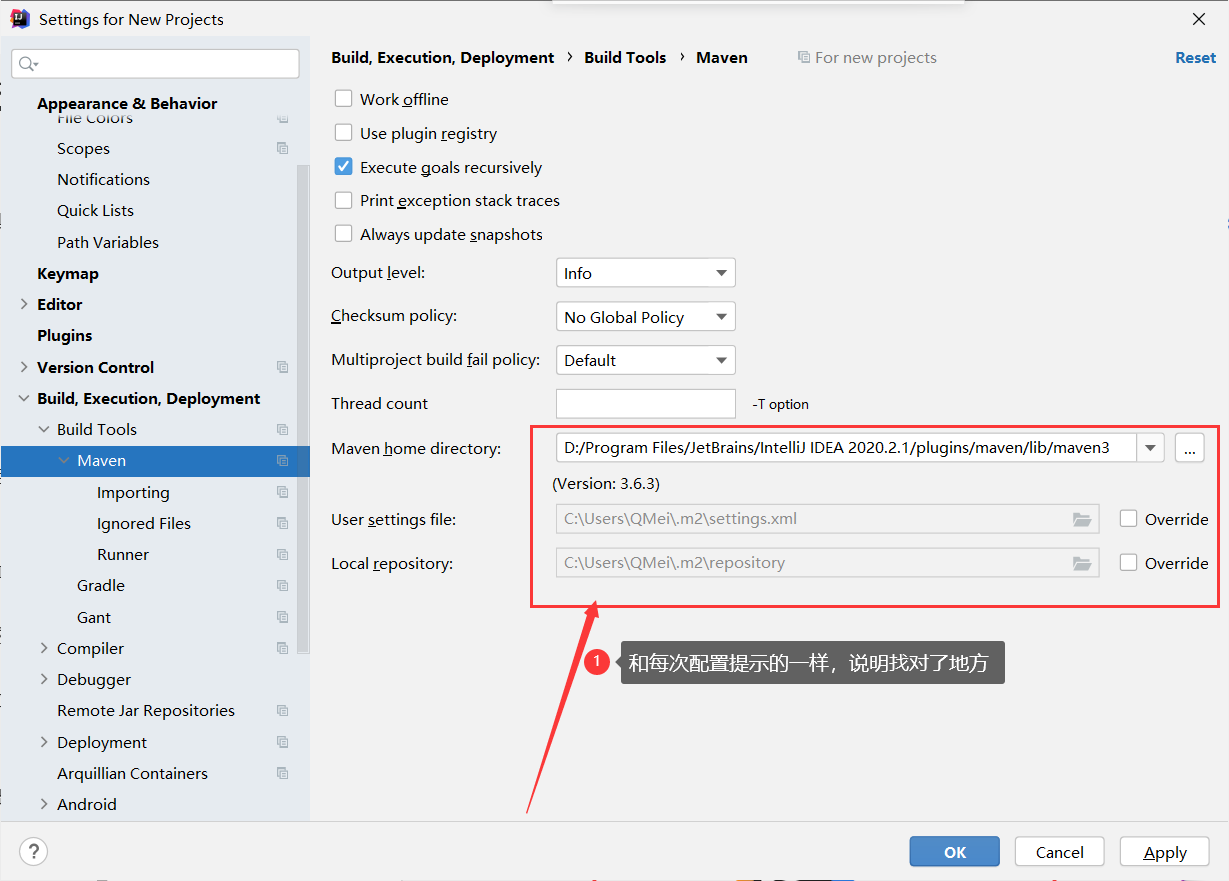 Settings for New Projects
Appearance & Behavior
File Colors
Scopes
Notifications
Quick Lists
Path Variables
Keymap
Editor
Plugins
Version Control
Build, Execution, Deployment
Build Tools
Maven
Importing
Ignored Files
Runner
Gradle
Gant
Compiler
Debugger
Remote Jar Repositories
Deployment
Arquillian Containers
Android
Build, Execution, Deployment › Build Tools › Maven For new projects Reset
Work offline
Use plugin registry
Execute goals recursively
Print exception stack traces
Always update snapshots
Output level: Info
Checksum policy: No Global Policy
Multiproject build fail policy: Default
Thread count -T option
Maven home directory: D:/Program Files/JetBrains/IntelliJ IDEA 2020.2.1/plugins/maven/lib/maven3 ...
(Version: 3.6.3)
User settings file: C:\Users\QMei\.m2\settings.xml Override
Local repository: C:\Users\QMei\.m2\repository Override
1 和每次配置提示的一样，说明找对了地方
? OK Cancel Apply